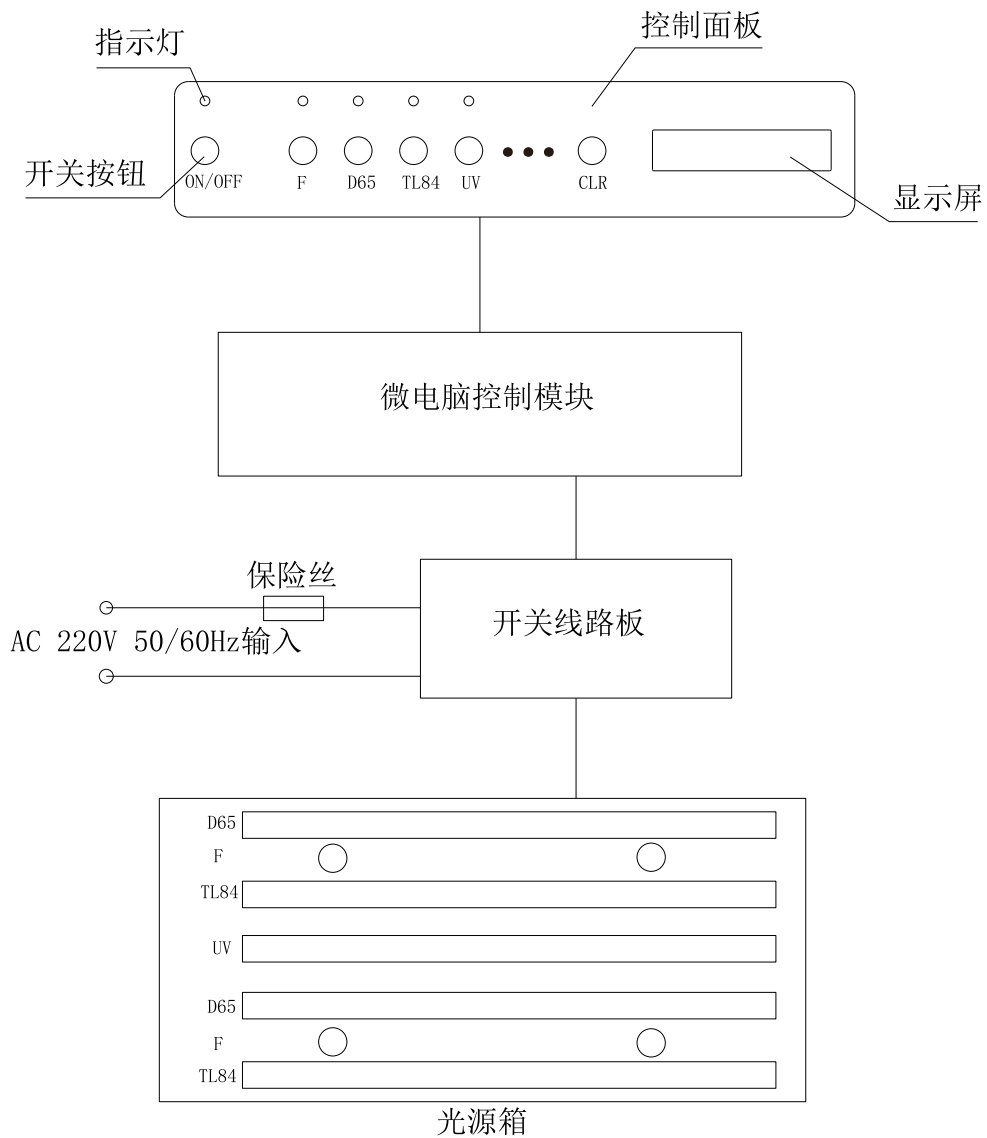 控制面板
指示灯
开关按钮
ON/OFF F D65 TL84 UV CLR
显示屏
微电脑控制模块
保险丝
AC 220V 50/60Hz输入
开关线路板
D65
F
TL84
UV
D65
F
TL84
光源箱